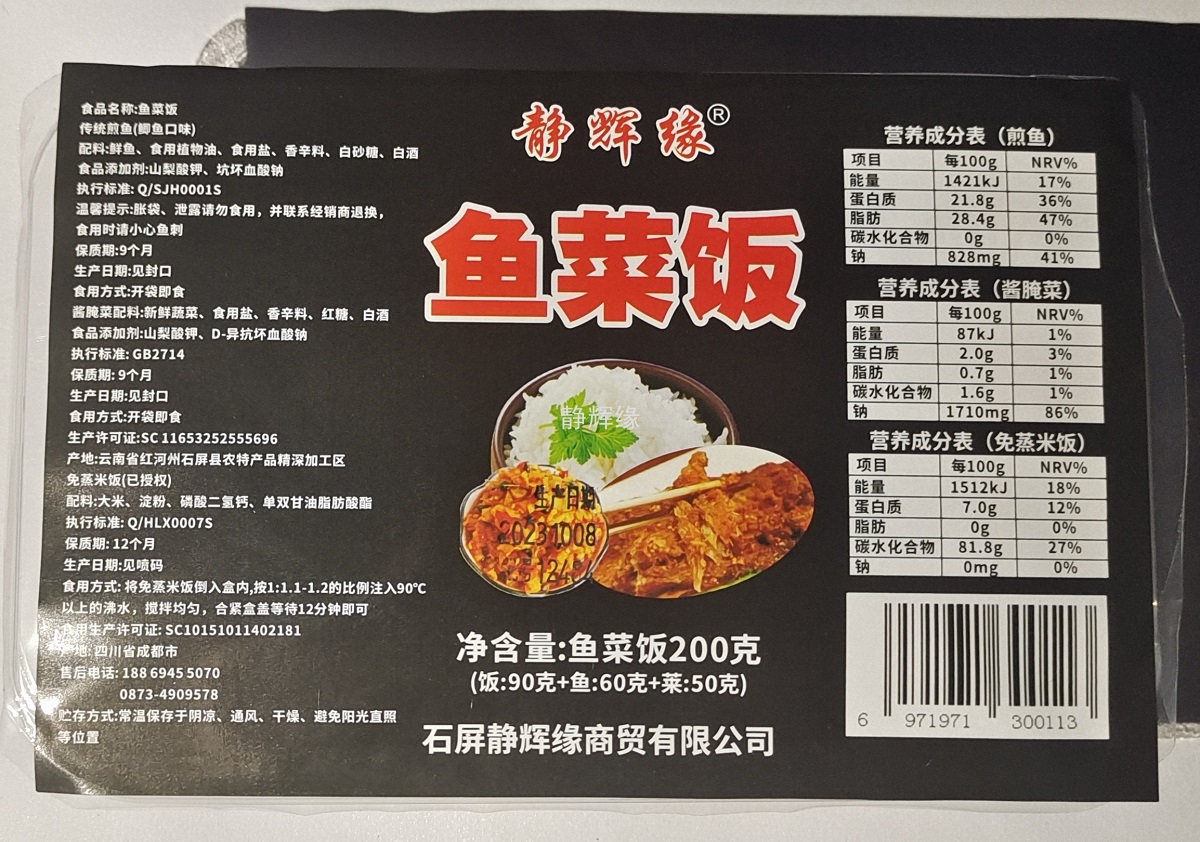 食品名称:鱼菜饭
传统煎鱼(鲫鱼口味)
配料:鲜鱼、食用植物油、食用盐、香辛料、白砂糖、白酒
食品添加剂:山梨酸钾、坑坏血酸钠
执行标准: Q/SJH0001S
温馨提示:胀袋、泄露请勿食用，并联系经销商退换，
食用时请小心鱼刺
保质期:9个月
生产日期:见封口
食用方式:开袋即食
酱腌菜配料:新鲜蔬菜、食用盐、香辛料、红糖、白酒
食品添加剂:山梨酸钾、D-异抗坏血酸钠
执行标准: GB2714
保质期: 9个月
生产日期:见封口
食用方式:开袋即食
生产许可证:SC 11653252555696
产地:云南省红河州石屏县农特产品精深加工区
免蒸米饭(已授权)
配料:大米、淀粉、磷酸二氢钙、单双甘油脂肪酸酯
执行标准: Q/HLX0007S
保质期: 12个月
生产日期:见喷码
食用方式: 将免蒸米饭倒入盒内,按1:1.1-1.2的比例注入90℃
以上的沸水，搅拌均匀，合紧盒盖等待12分钟即可
食用生产许可证: SC10151011402181
产地: 四川省成都市
售后电话: 188 6945 5070
0873-4909578
贮存方式:常温保存于阴凉、通风、干燥、避免阳光直照
等位置
静辉缘®
鱼菜饭
静辉缘
生产日期
20231008
净含量:鱼菜饭200克
(饭:90克+鱼:60克+莱:50克)
石屏静辉缘商贸有限公司
营养成分表（煎鱼）
项目 每100g NRV%
能量 1421kJ 17%
蛋白质 21.8g 36%
脂肪 28.4g 47%
碳水化合物 0g 0%
钠 828mg 41%
营养成分表（酱腌菜）
项目 每100g NRV%
能量 87kJ 1%
蛋白质 2.0g 3%
脂肪 0.7g 1%
碳水化合物 1.6g 1%
钠 1710mg 86%
营养成分表（免蒸米饭）
项目 每100g NRV%
能量 1512kJ 18%
蛋白质 7.0g 12%
脂肪 0g 0%
碳水化合物 81.8g 27%
钠 0mg 0%
6 971971 300113